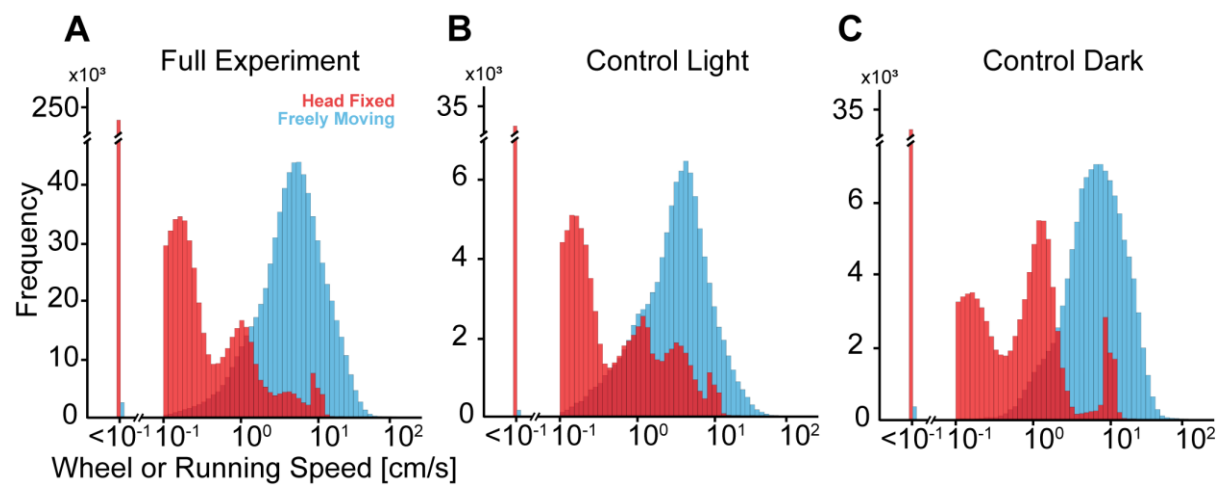 A
Full Experiment
x10³
250
Head Fixed
Freely Moving
40
30
20
10
0
Frequency
<10⁻¹ 10⁻¹ 10⁰ 10¹ 10²
Wheel or Running Speed [cm/s]
B
Control Light
x10³
35
6
4
2
0
<10⁻¹ 10⁻¹ 10⁰ 10¹ 10²
C
Control Dark
x10³
35
6
4
2
0
<10⁻¹ 10⁻¹ 10⁰ 10¹ 10²